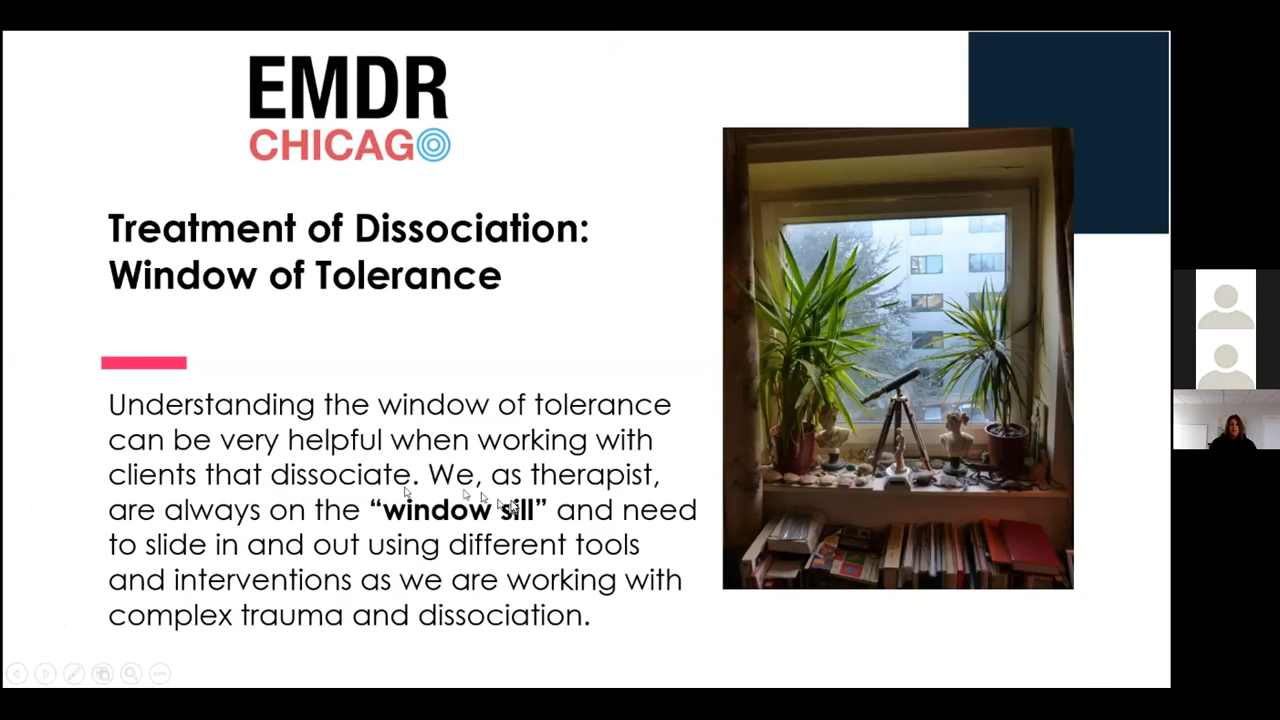 EMDR
CHICAGO
Treatment of Dissociation:
Window of Tolerance
Understanding the window of tolerance
can be very helpful when working with
clients that dissociate. We, as therapist,
are always on the “window sill” and need
to slide in and out using different tools
and interventions as we are working with
complex trauma and dissociation.